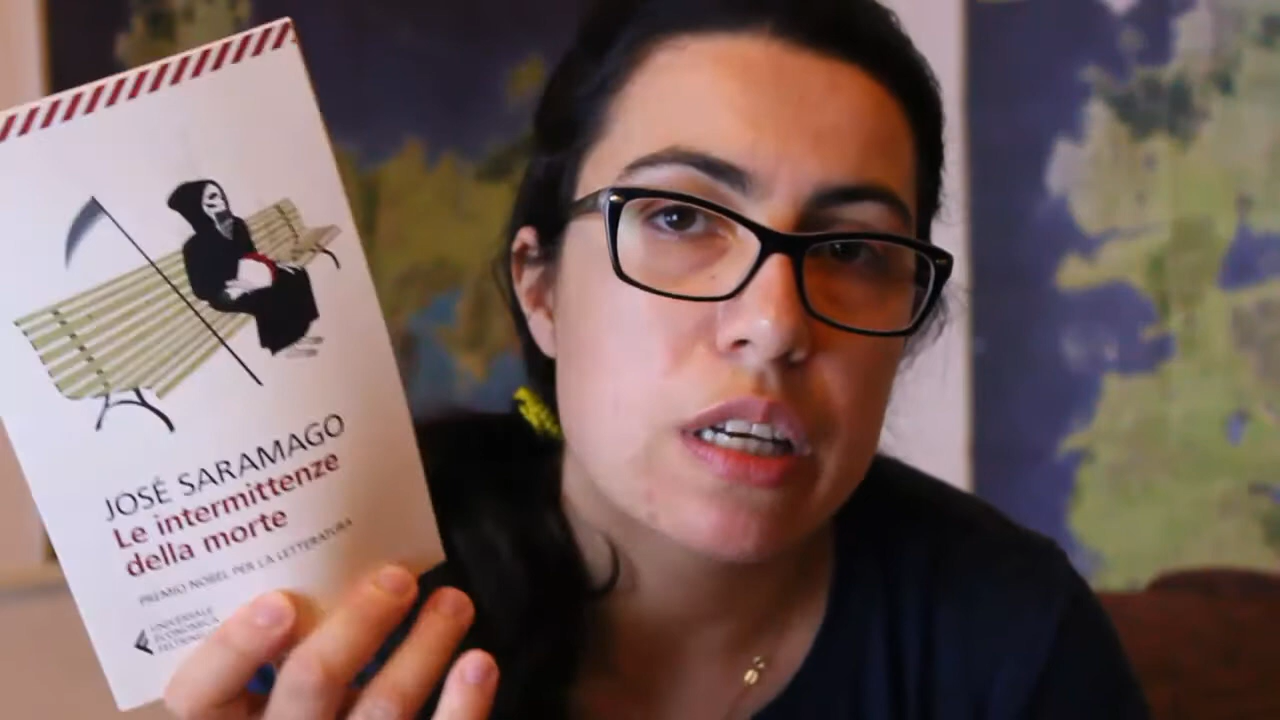 JOSÉ SARAMAGO
Le intermittenze
della morte
PREMIO NOBEL PER LA LETTERATURA
UNIVERSALE
ECONOMICA
FELTRINELLI